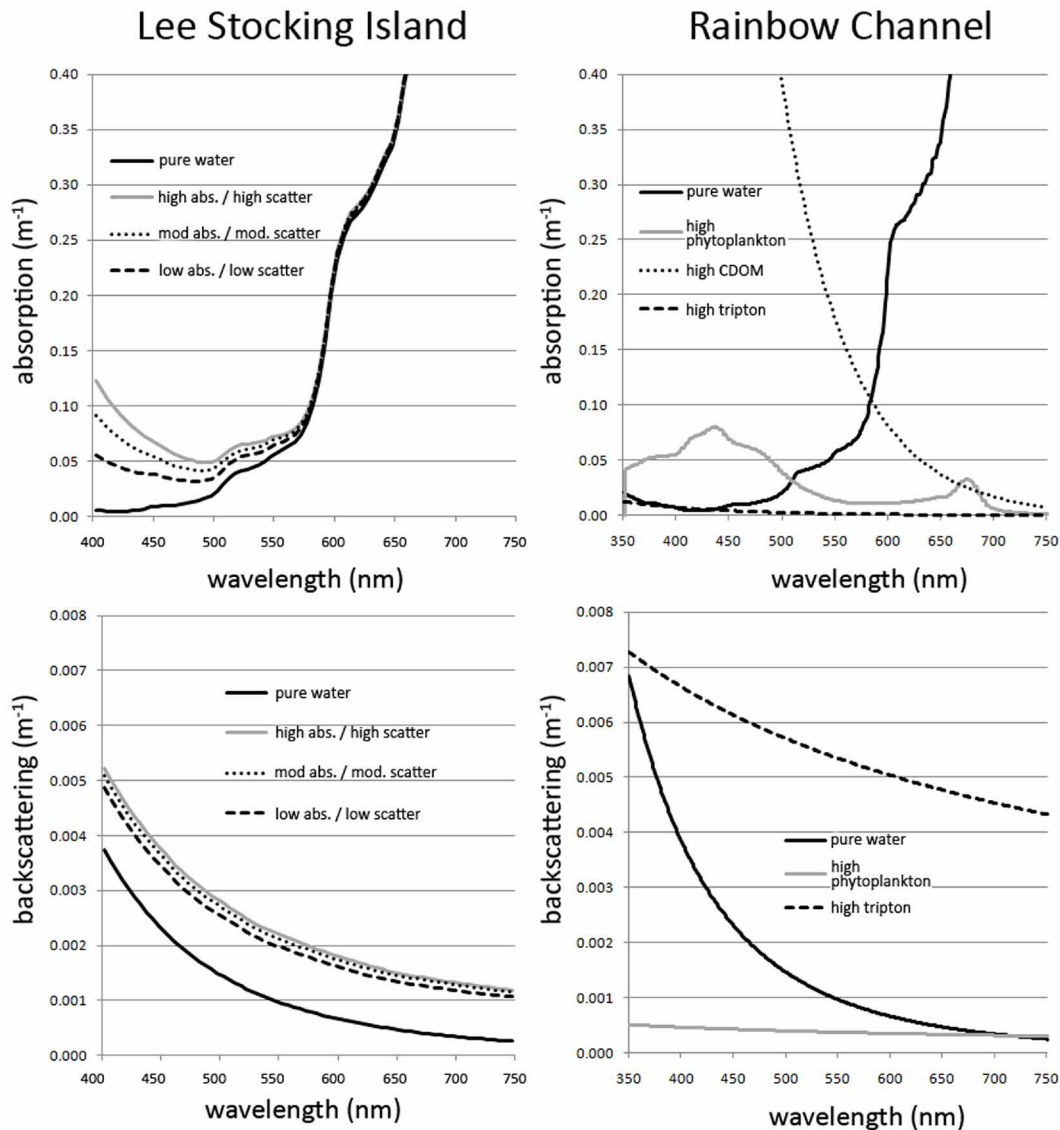 Lee Stocking Island
Rainbow Channel
absorption (m-1)
0.40
0.35
0.30
0.25
0.20
0.15
0.10
0.05
0.00
pure water
high abs. / high scatter
mod abs. / mod. scatter
low abs. / low scatter
400 450 500 550 600 650 700 750
wavelength (nm)
absorption (m-1)
0.40
0.35
0.30
0.25
0.20
0.15
0.10
0.05
0.00
pure water
high
phytoplankton
high CDOM
high tripton
350 400 450 500 550 600 650 700 750
wavelength (nm)
backscattering (m-1)
0.008
0.007
0.006
0.005
0.004
0.003
0.002
0.001
0.000
pure water
high abs. / high scatter
mod abs. / mod. scatter
low abs. / low scatter
400 450 500 550 600 650 700 750
wavelength (nm)
backscattering (m-1)
0.008
0.007
0.006
0.005
0.004
0.003
0.002
0.001
0.000
pure water
high
phytoplankton
high tripton
350 400 450 500 550 600 650 700 750
wavelength (nm)